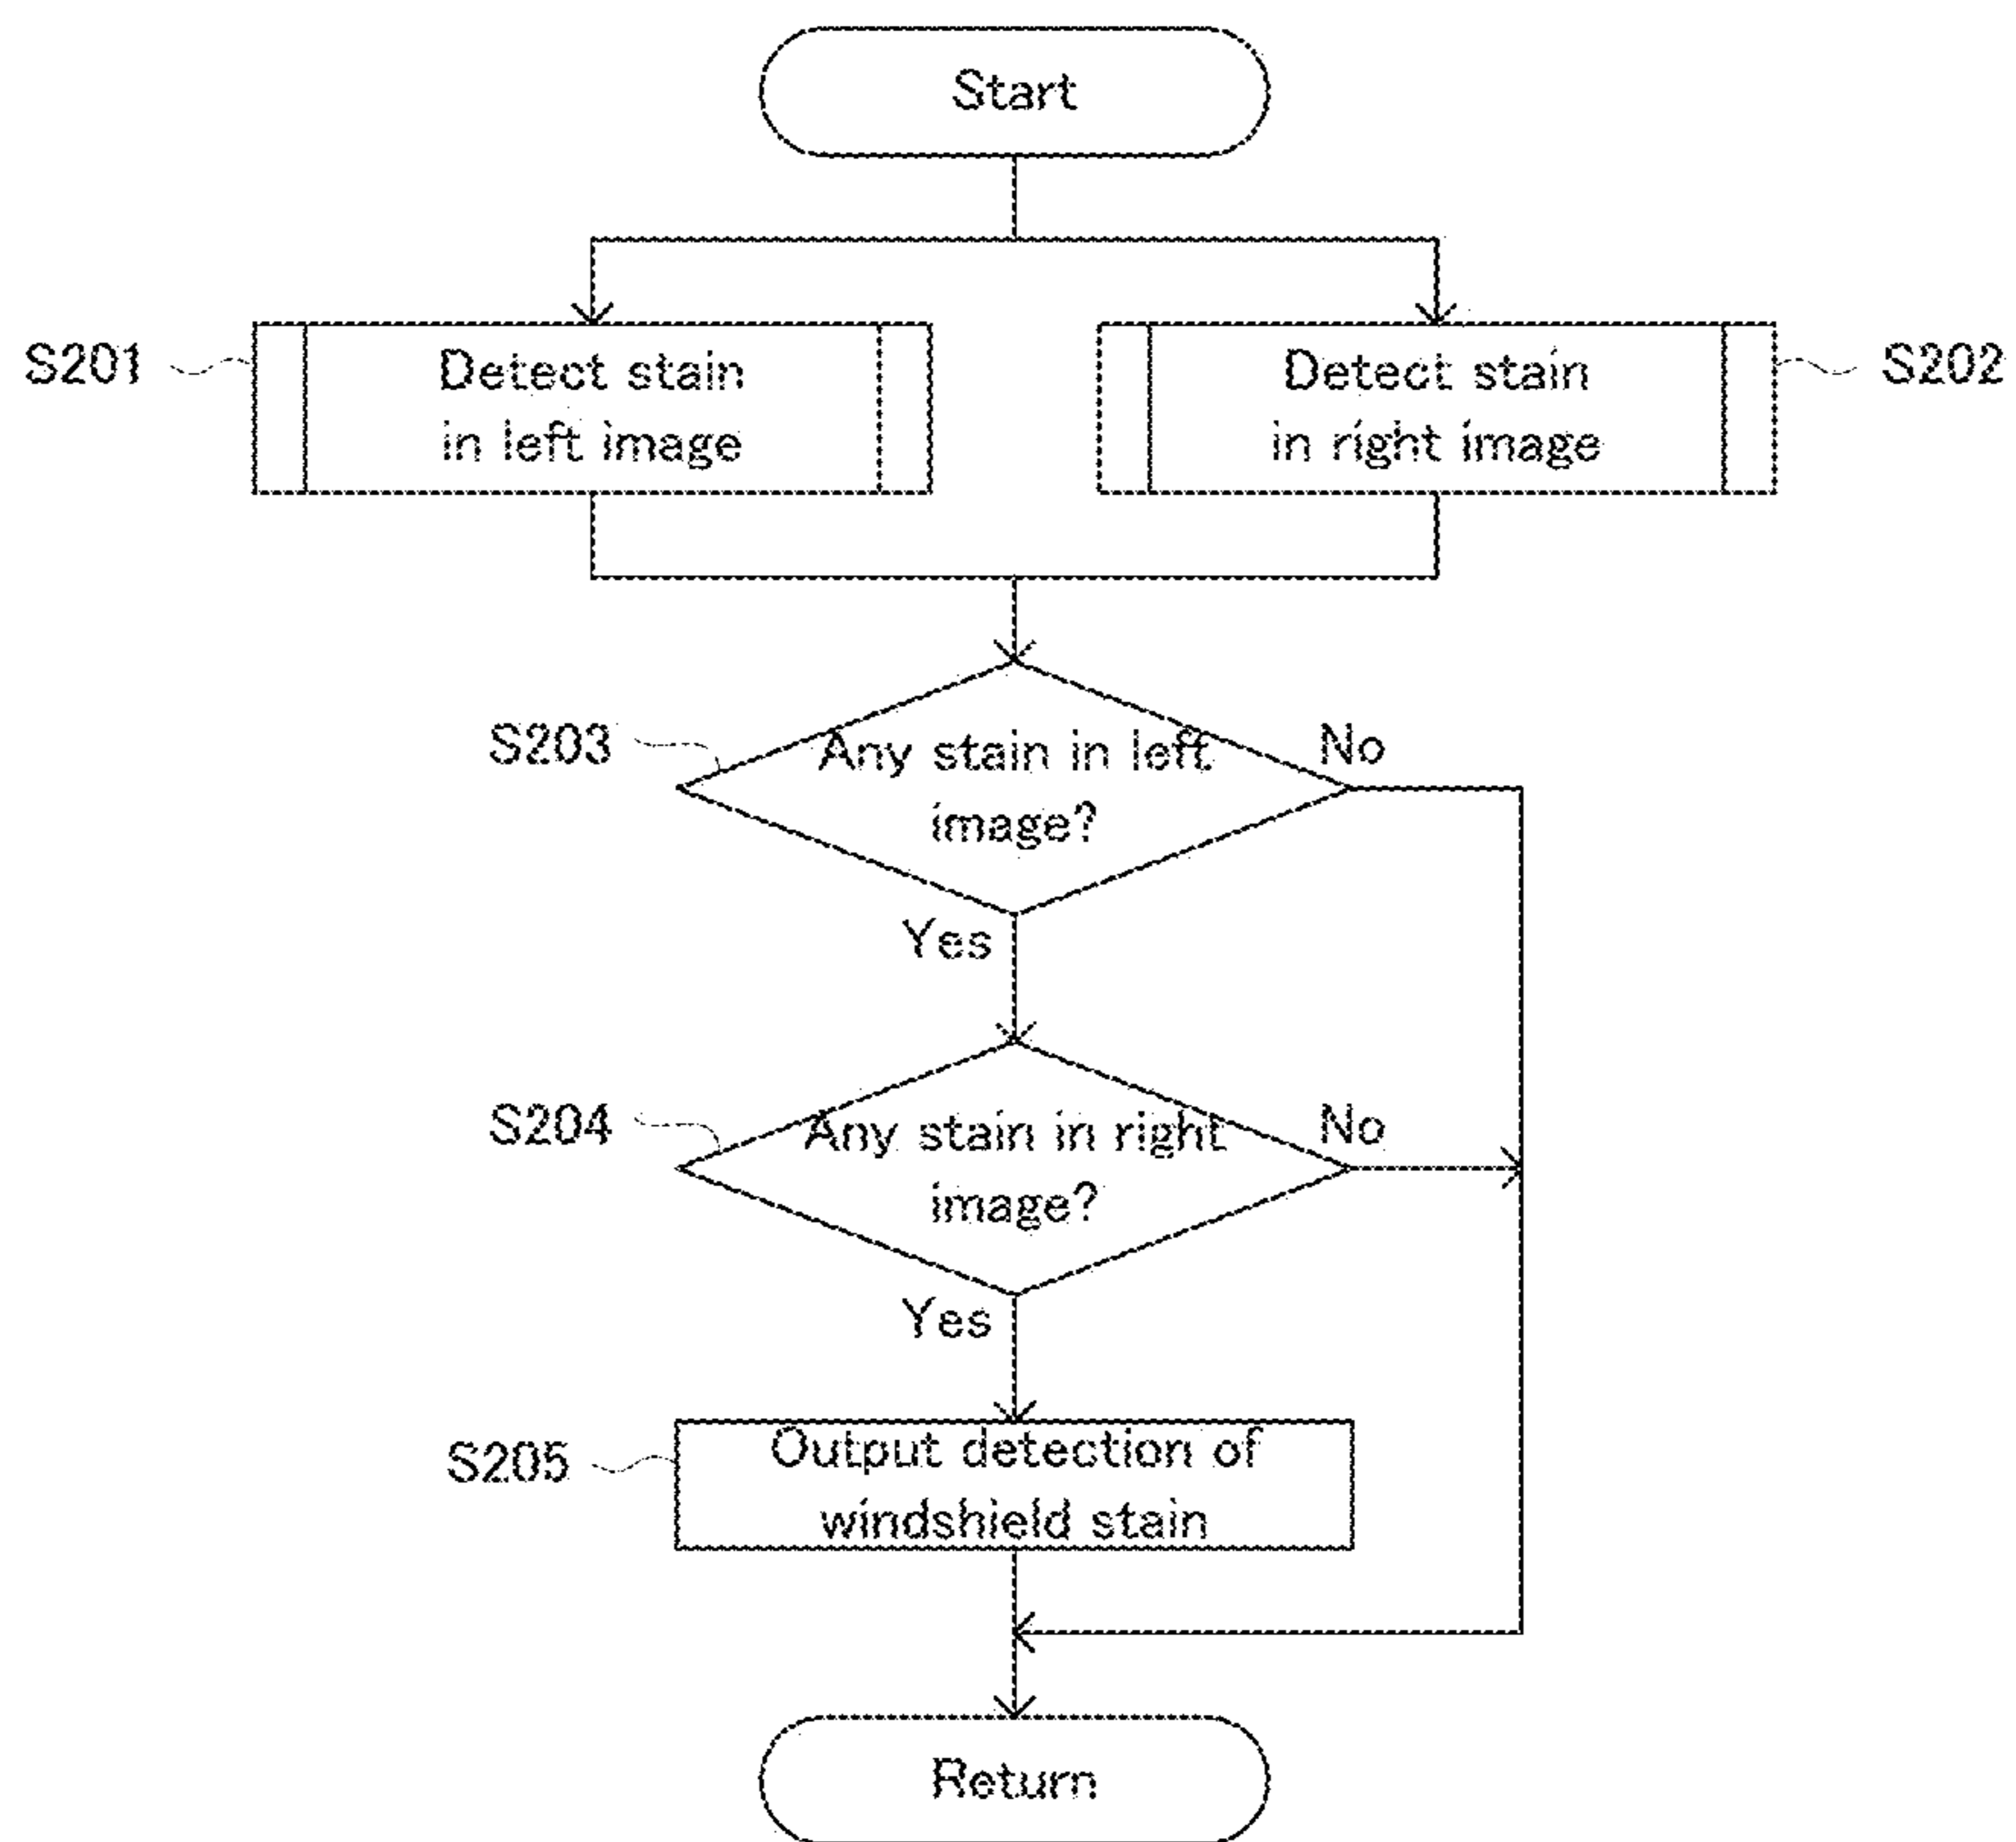 Start
S201
Detect stain
in left image
Detect stain
in right image
S202
S203
Any stain in left
image?
No
Yes
S204
Any stain in right
image?
No
Yes
S205
Output detection of
windshield stain
Return